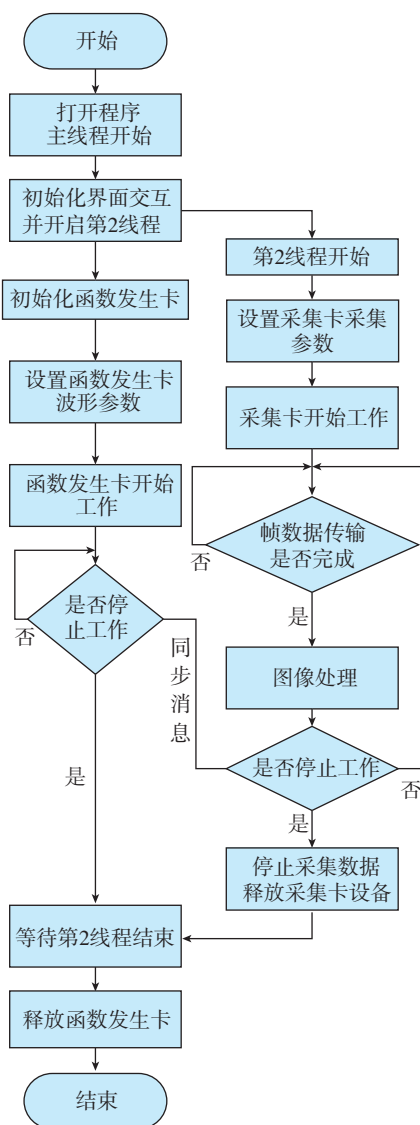 开始
打开程序
主线程开始
初始化界面交互
并开启第2线程
第2线程开始
初始化函数发生卡
设置采集卡采集
参数
设置函数发生卡
波形参数
采集卡开始工作
函数发生卡开始
工作
帧数据传输
是否完成
否
是
是否停
止工作
否
同步消息
图像处理
是
是否停止工作
否
是
停止采集数据
释放采集卡设备
等待第2线程结束
释放函数发生卡
结束